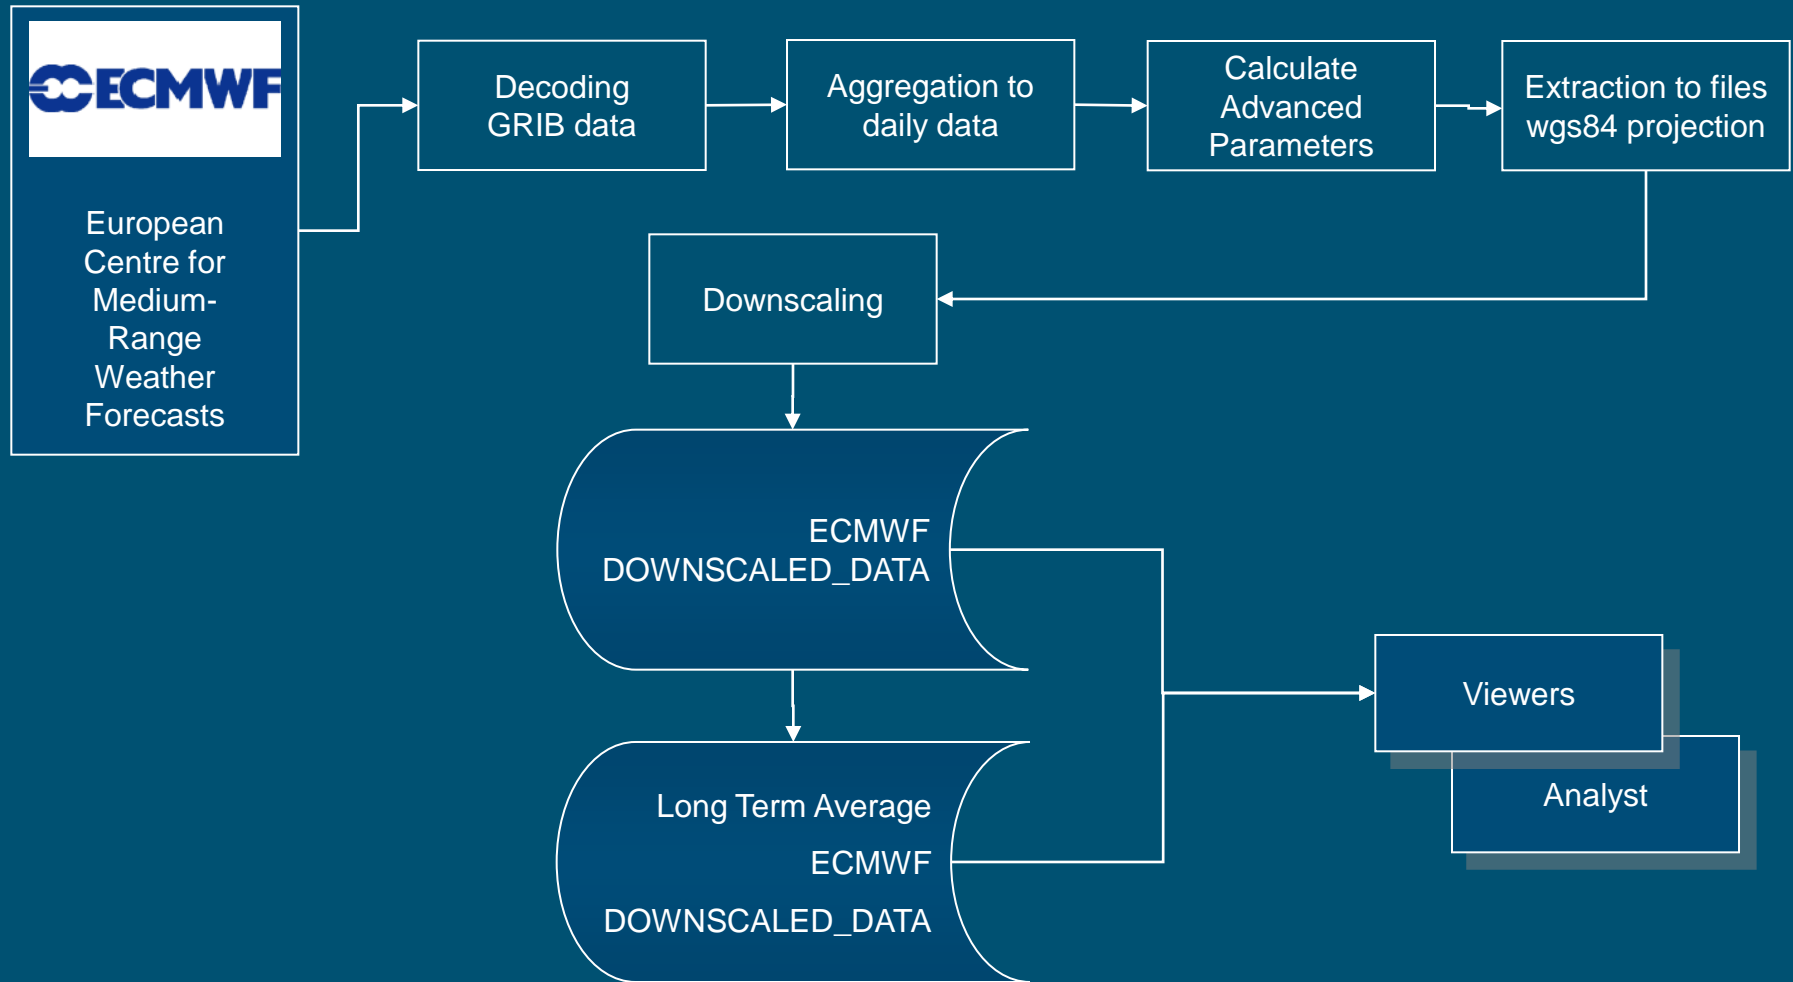 ECMWF
European
Centre for
Medium-
Range
Weather
Forecasts
Decoding
GRIB data
Aggregation to
daily data
Calculate
Advanced
Parameters
Extraction to files
wgs84 projection
Downscaling
ECMWF
DOWNSCALED_DATA
Long Term Average
ECMWF
DOWNSCALED_DATA
Viewers
Analyst